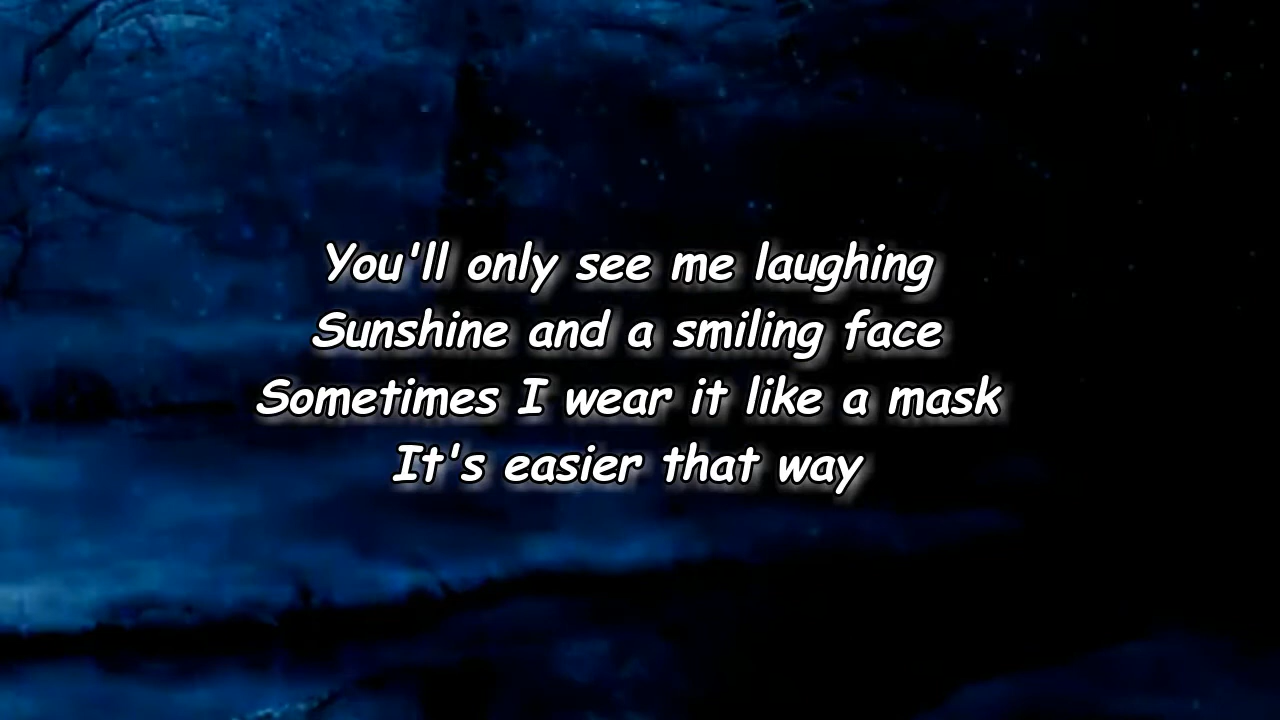 You'll only see me laughing
Sunshine and a smiling face
Sometimes I wear it like a mask
It's easier that way